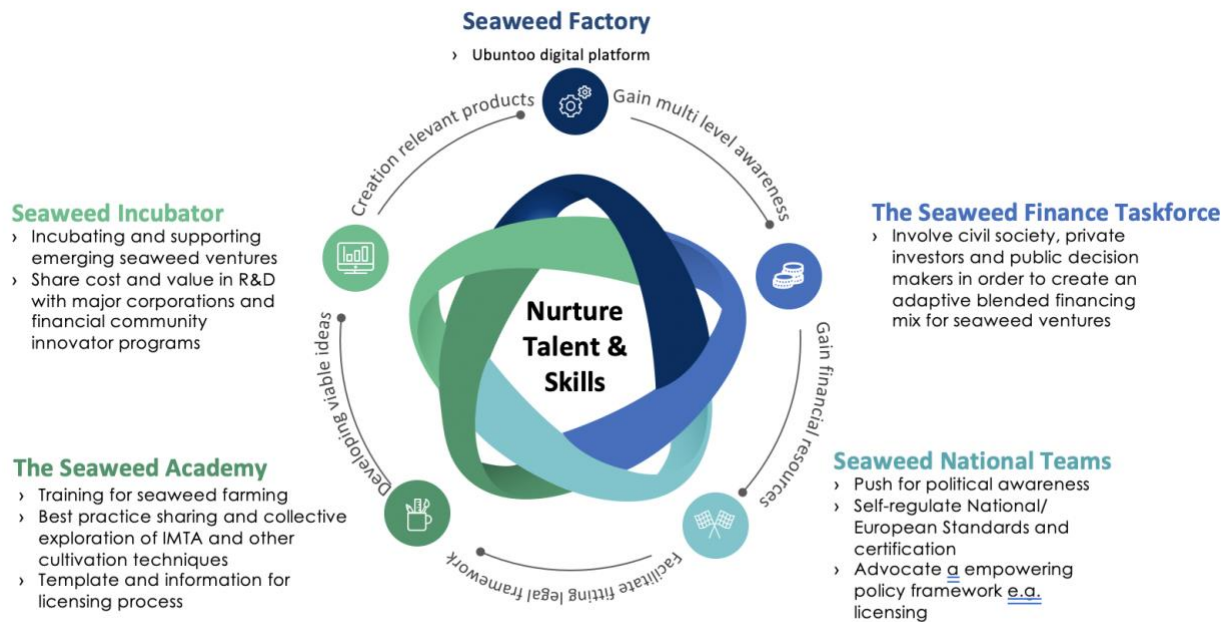 Seaweed Factory
› Ubuntoo digital platform
Creation relevant products
Gain multi level awareness
Seaweed Incubator
› Incubating and supporting
emerging seaweed ventures
› Share cost and value in R&D
with major corporations and
financial community
innovator programs
The Seaweed Finance Taskforce
› Involve civil society, private
investors and public decision
makers in order to create an
adaptive blended financing
mix for seaweed ventures
Nurture
Talent &
Skills
Developing viable ideas
Gain financial resources
The Seaweed Academy
› Training for seaweed farming
› Best practice sharing and collective
exploration of IMTA and other
cultivation techniques
› Template and information for
licensing process
Seaweed National Teams
› Push for political awareness
› Self-regulate National/
European Standards and
certification
› Advocate a empowering
policy framework e.a.
licensing
Facilitate fitting legal framework